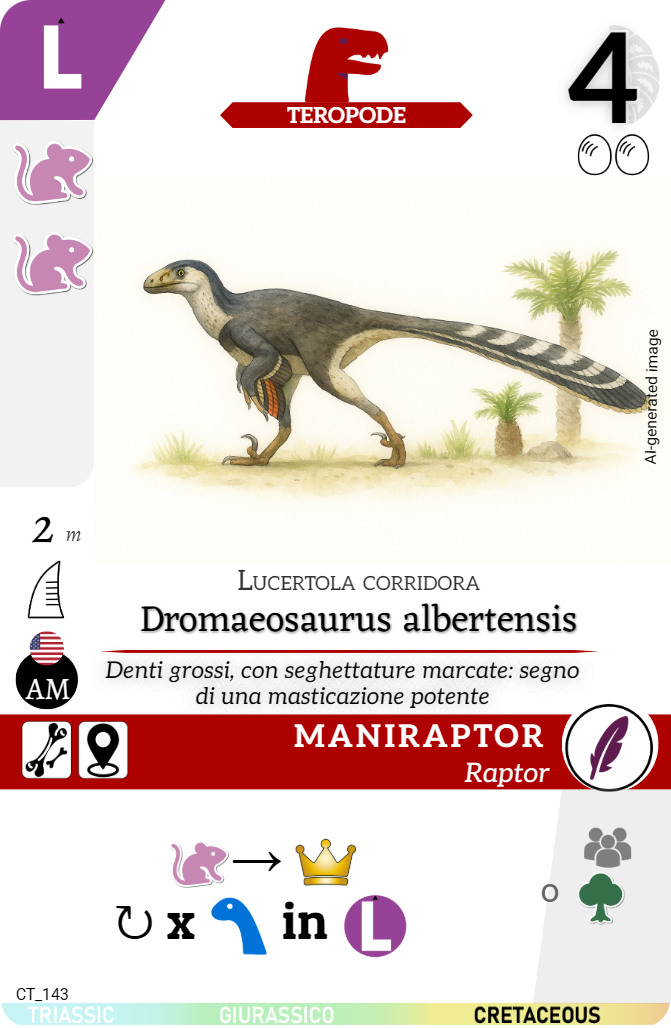 L
TEROPODE
4
AI-generated image
2 m
Lucertola corridora
Dromaeosaurus albertensis
AM
Denti grossi, con seghettature marcate: segno
di una masticazione potente
MANIRAPTOR
Raptor
x in L
O
CT_143
TRIASSIC GIURASSICO CRETACEOUS